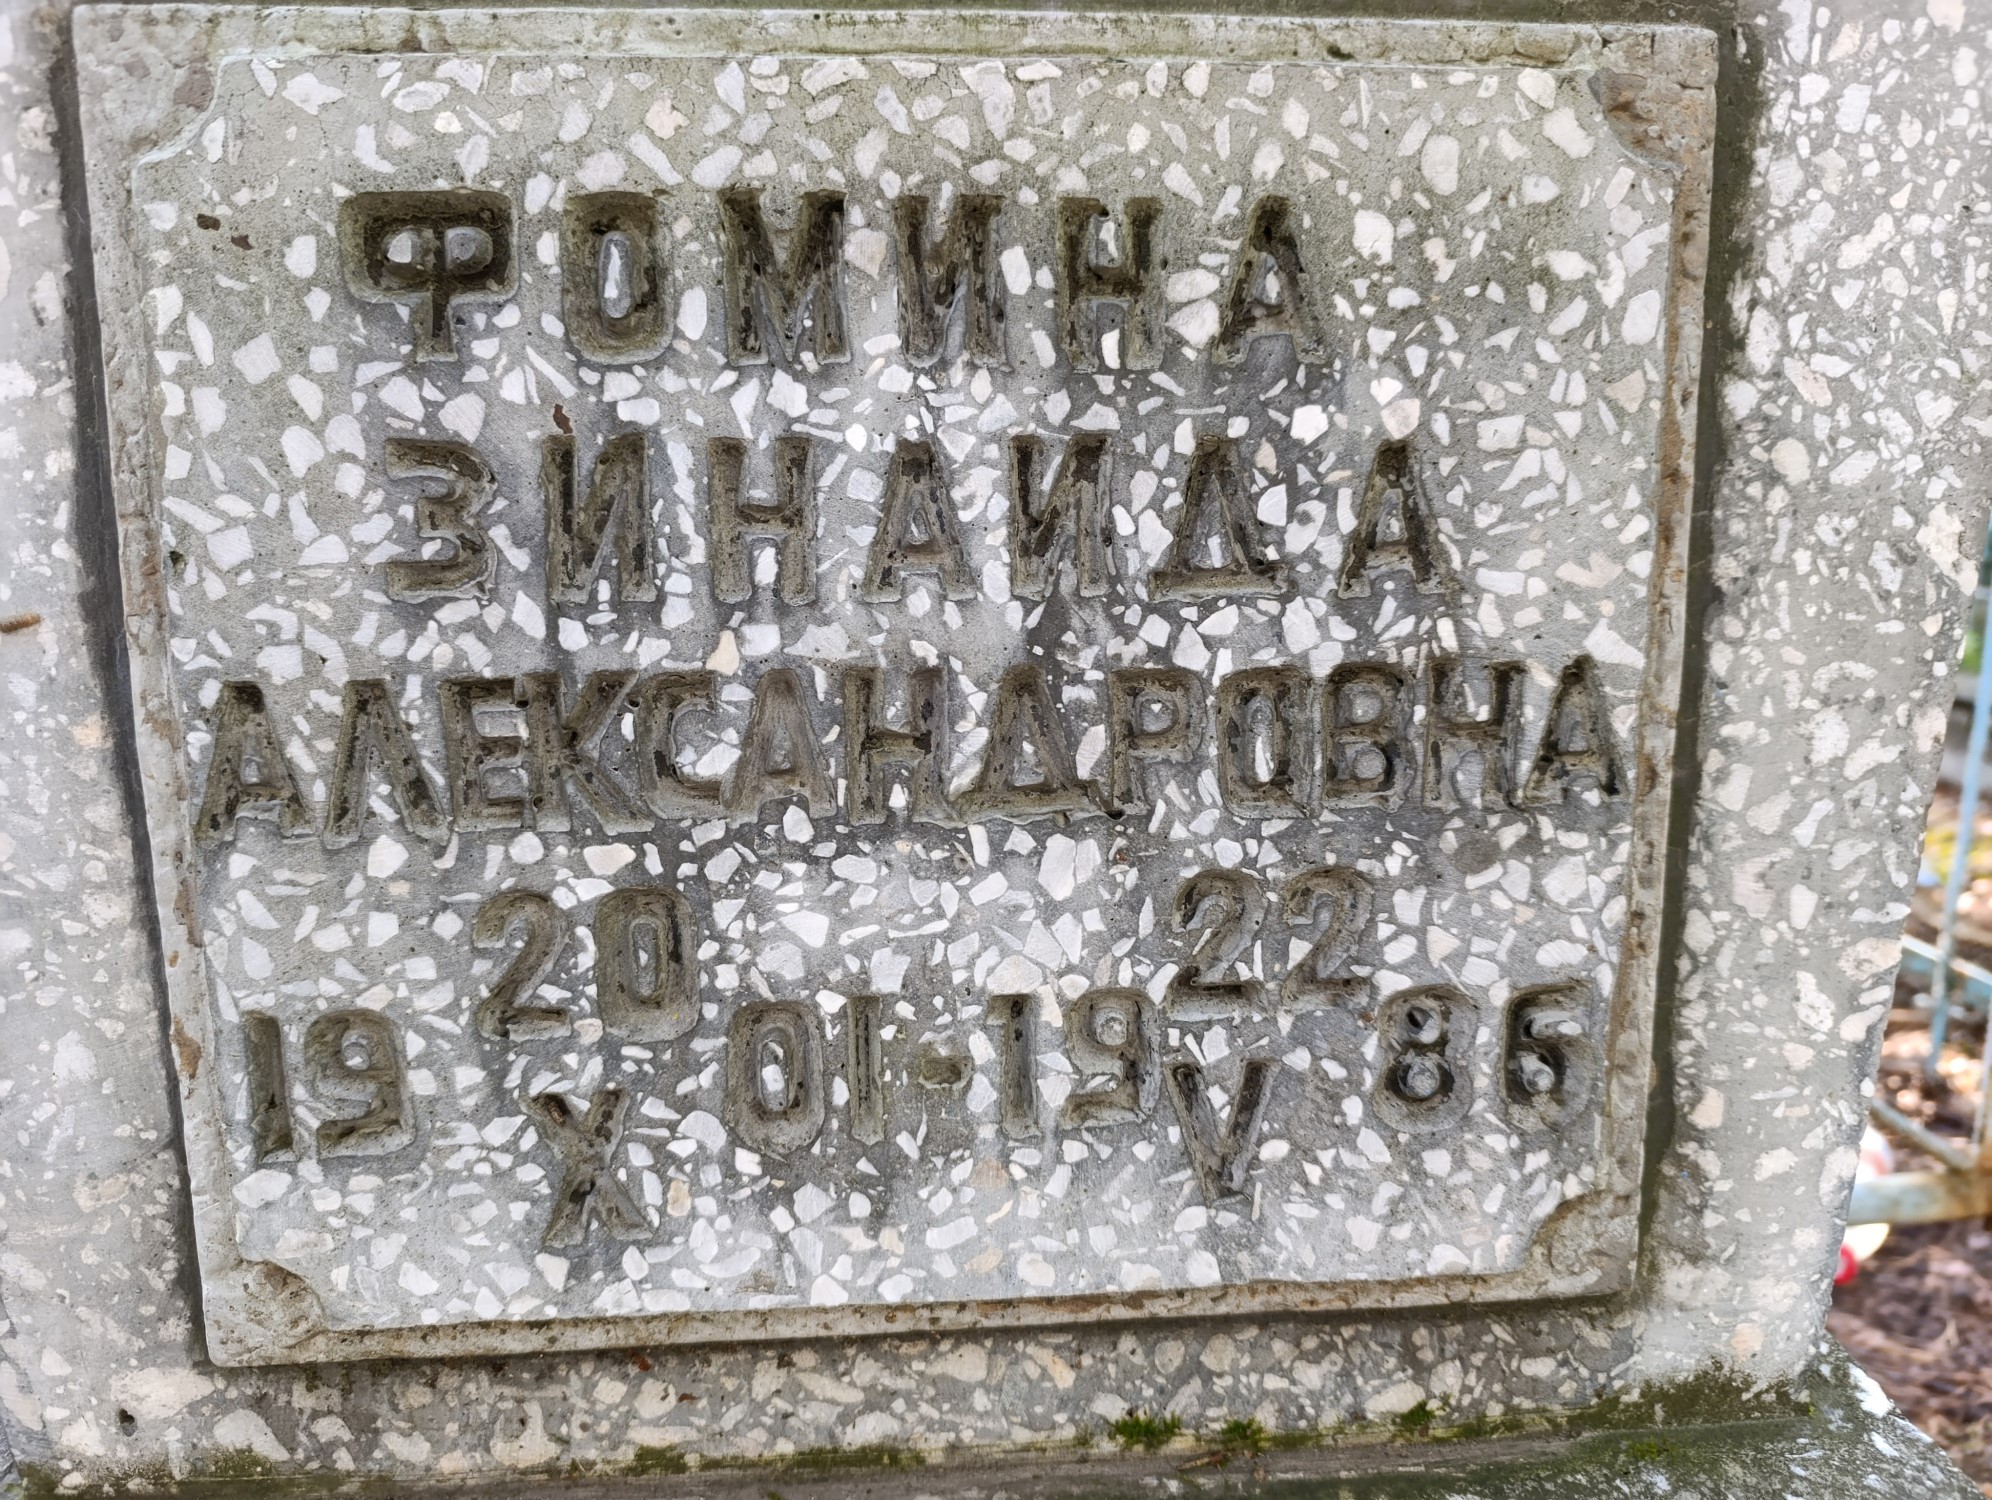 ФОМИНА
ЗИНАИДА
АЛЕКСАНДРОВНА
19 20/X 01-19 22/V 86